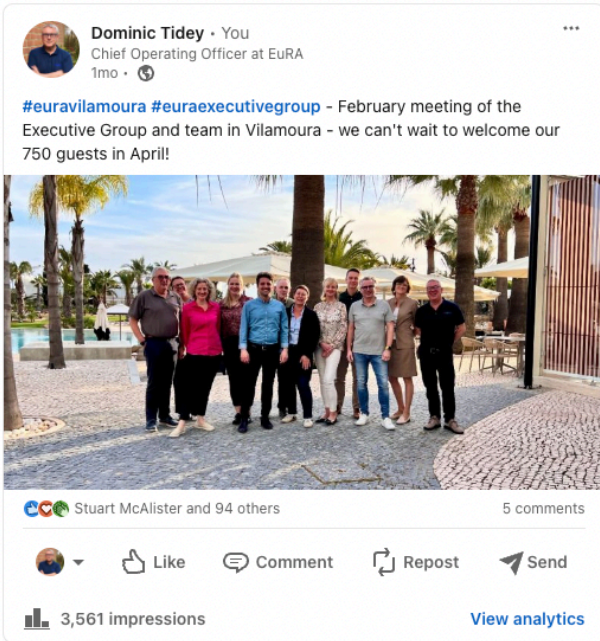 Dominic Tidey • You
Chief Operating Officer at EuRA
1mo •
#euravilamoura #euraexecutivegroup - February meeting of the
Executive Group and team in Vilamoura - we can't wait to welcome our
750 guests in April!
Stuart McAlister and 94 others
5 comments
Like
Comment
Repost
Send
3,561 impressions
View analytics